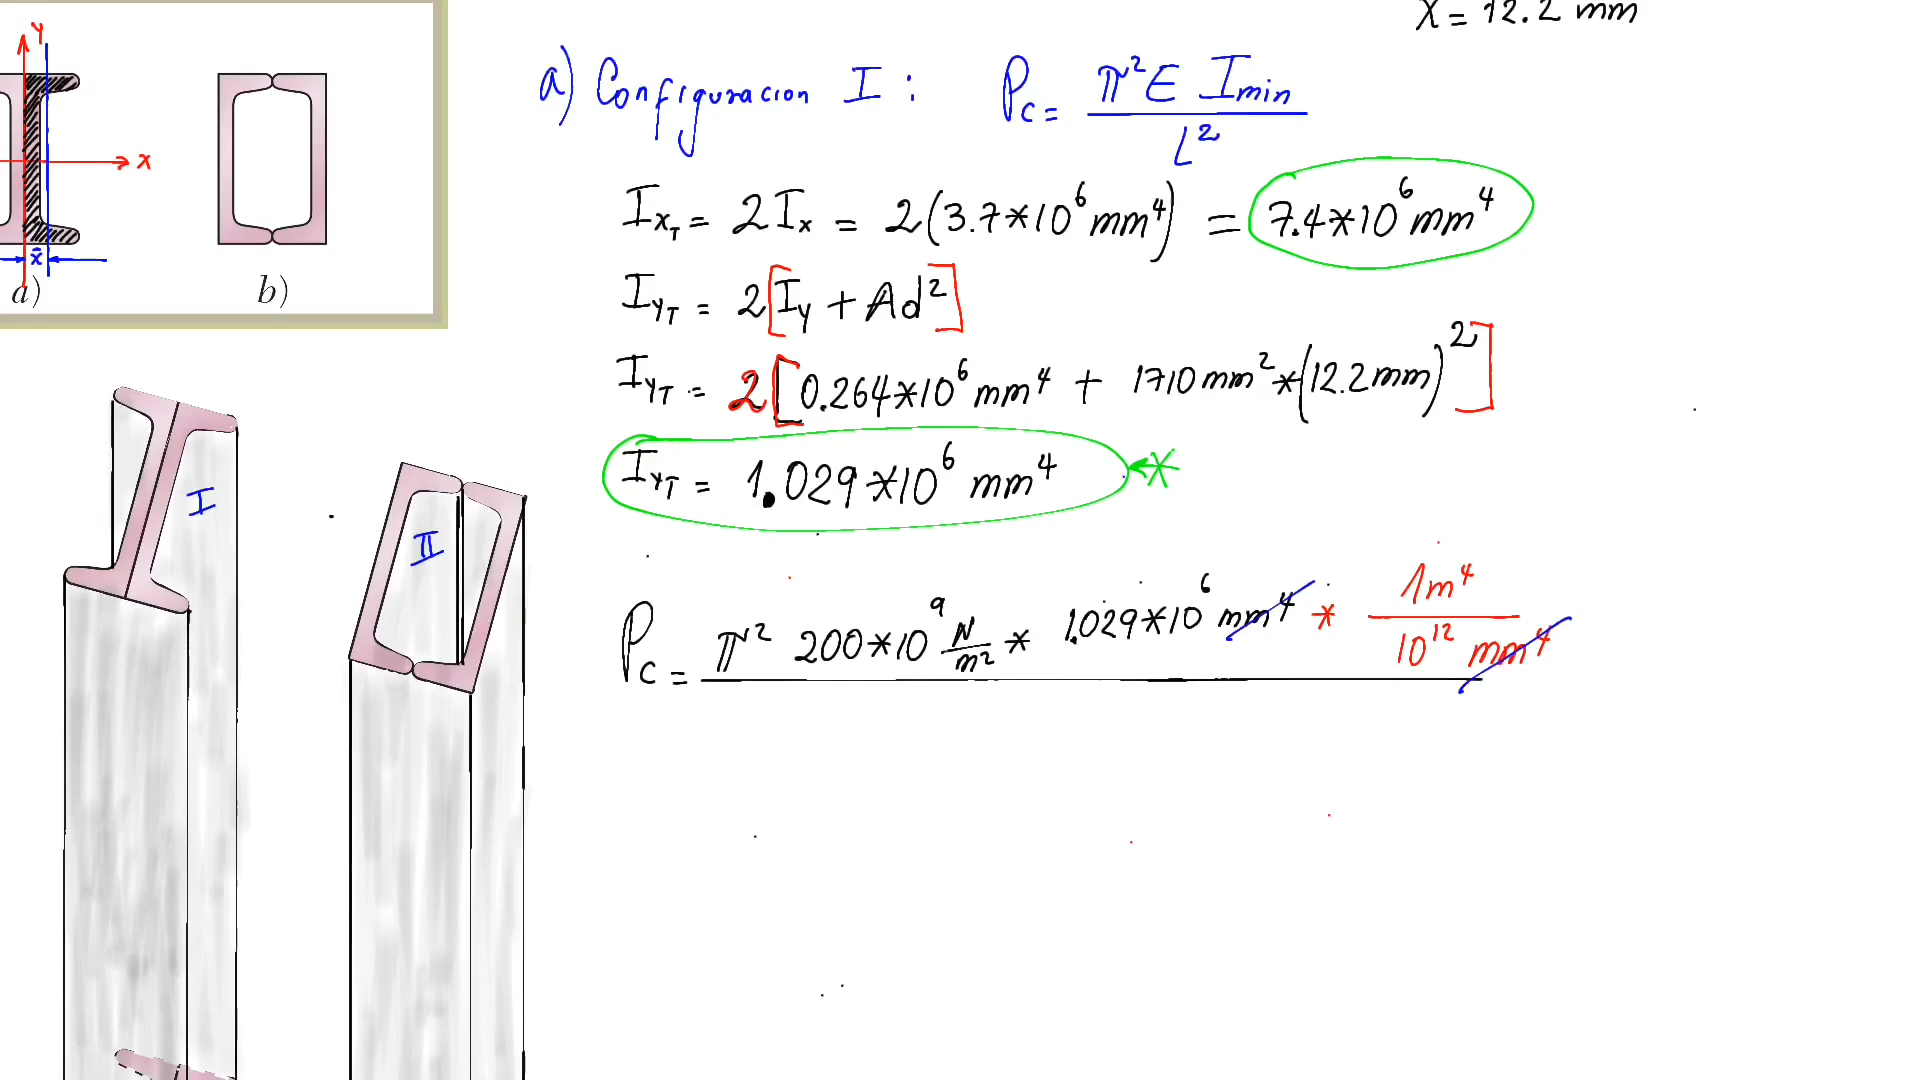 X = 12.2 mm
y
x
x̄
a)
b)
a) Configuracion I : Pc = π² E Imin / L²
IxT = 2Ix = 2(3.7*10⁶ mm⁴) = 7.4*10⁶ mm⁴
IyT = 2[Iy + Ad²]
IyT = 2[0.264*10⁶ mm⁴ + 1710 mm² * (12.2 mm)²]
IyT = 1.029*10⁶ mm⁴ ←*
I
II
Pc = π² 200*10⁹ N/m² * 1.029*10⁶ mm⁴ * 1m⁴ / 10¹² mm⁴